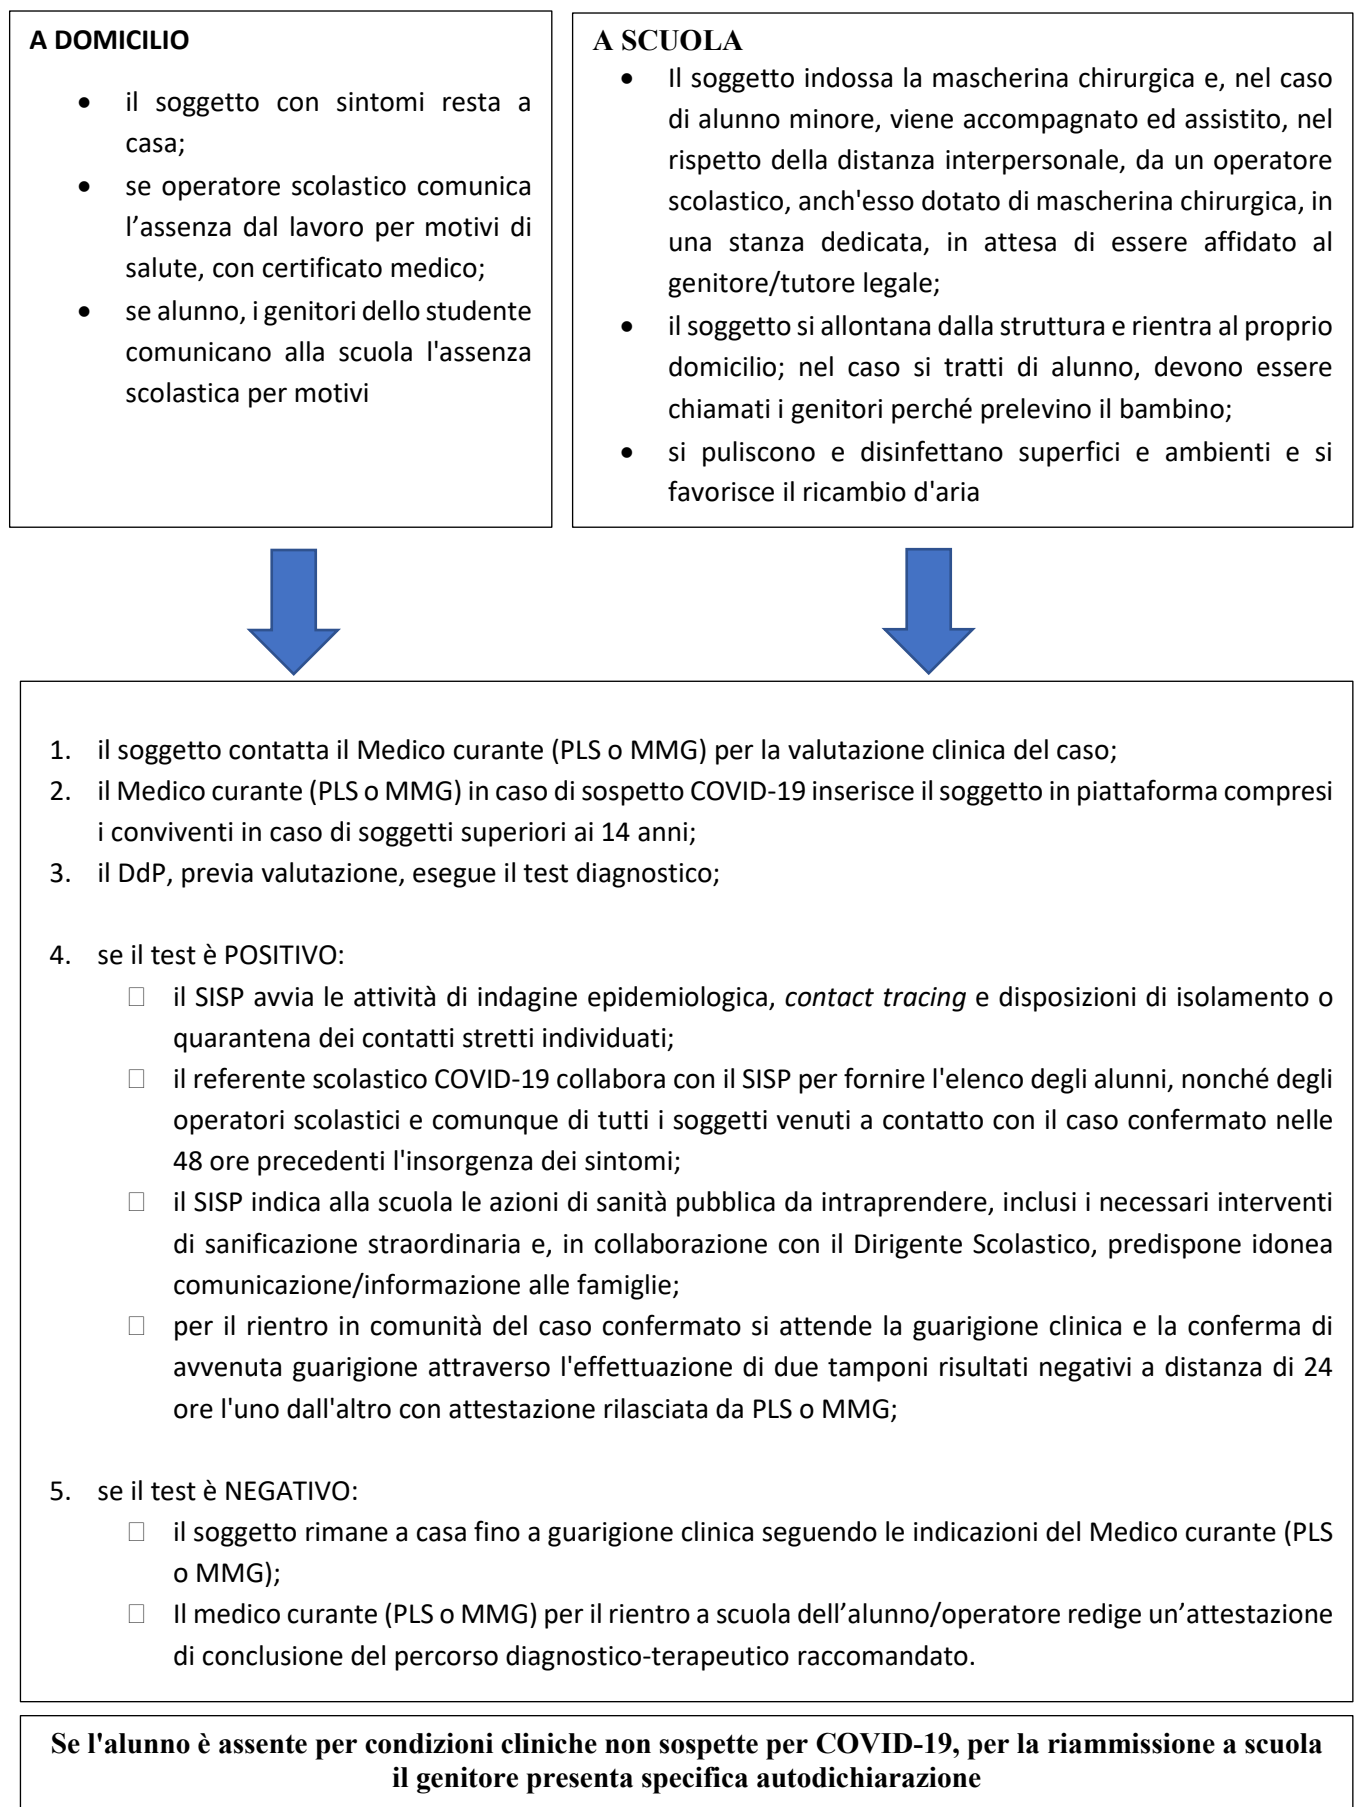 A DOMICILIO
• il soggetto con sintomi resta a
casa;
• se operatore scolastico comunica
l’assenza dal lavoro per motivi di
salute, con certificato medico;
• se alunno, i genitori dello studente
comunicano alla scuola l'assenza
scolastica per motivi
A SCUOLA
• Il soggetto indossa la mascherina chirurgica e, nel caso
di alunno minore, viene accompagnato ed assistito, nel
rispetto della distanza interpersonale, da un operatore
scolastico, anch'esso dotato di mascherina chirurgica, in
una stanza dedicata, in attesa di essere affidato al
genitore/tutore legale;
• il soggetto si allontana dalla struttura e rientra al proprio
domicilio; nel caso si tratti di alunno, devono essere
chiamati i genitori perché prelevino il bambino;
• si puliscono e disinfettano superfici e ambienti e si
favorisce il ricambio d'aria
1. il soggetto contatta il Medico curante (PLS o MMG) per la valutazione clinica del caso;
2. il Medico curante (PLS o MMG) in caso di sospetto COVID-19 inserisce il soggetto in piattaforma compresi
i conviventi in caso di soggetti superiori ai 14 anni;
3. il DdP, previa valutazione, esegue il test diagnostico;
4. se il test è POSITIVO:
□ il SISP avvia le attività di indagine epidemiologica, contact tracing e disposizioni di isolamento o
quarantena dei contatti stretti individuati;
□ il referente scolastico COVID-19 collabora con il SISP per fornire l'elenco degli alunni, nonché degli
operatori scolastici e comunque di tutti i soggetti venuti a contatto con il caso confermato nelle
48 ore precedenti l'insorgenza dei sintomi;
□ il SISP indica alla scuola le azioni di sanità pubblica da intraprendere, inclusi i necessari interventi
di sanificazione straordinaria e, in collaborazione con il Dirigente Scolastico, predispone idonea
comunicazione/informazione alle famiglie;
□ per il rientro in comunità del caso confermato si attende la guarigione clinica e la conferma di
avvenuta guarigione attraverso l'effettuazione di due tamponi risultati negativi a distanza di 24
ore l'uno dall'altro con attestazione rilasciata da PLS o MMG;
5. se il test è NEGATIVO:
□ il soggetto rimane a casa fino a guarigione clinica seguendo le indicazioni del Medico curante (PLS
o MMG);
□ Il medico curante (PLS o MMG) per il rientro a scuola dell’alunno/operatore redige un’attestazione
di conclusione del percorso diagnostico-terapeutico raccomandato.
Se l'alunno è assente per condizioni cliniche non sospette per COVID-19, per la riammissione a scuola
il genitore presenta specifica autodichiarazione